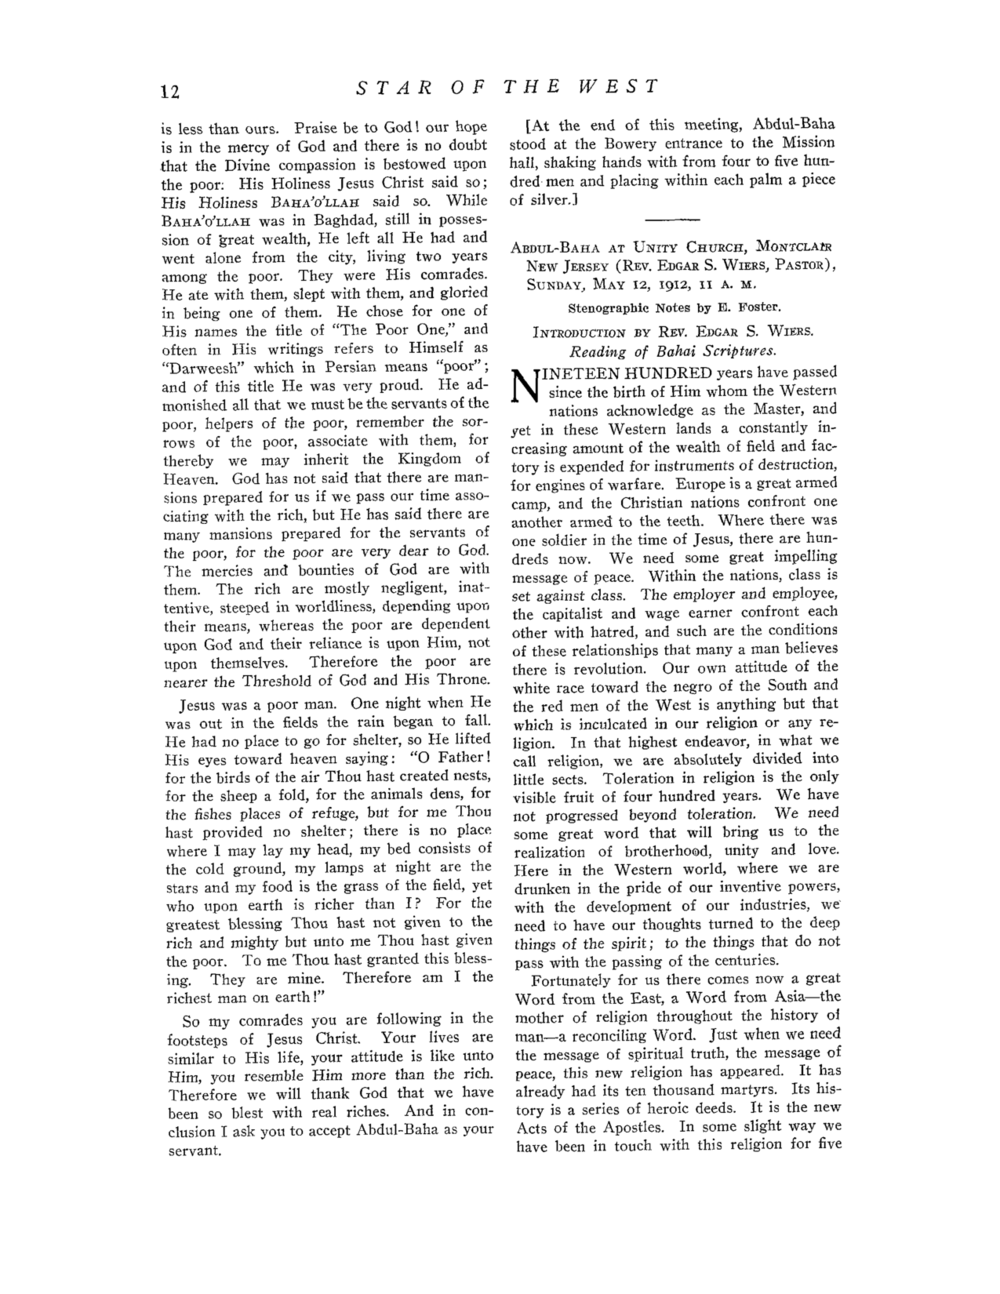 12
STAR OF THE WEST
is less than ours. Praise be to God! our hope
is in the mercy of God and there is no doubt
that the Divine compassion is bestowed upon
the poor: His Holiness Jesus Christ said so;
His Holiness BAHA'O'LLAH said so. While
BAHA'O'LLAH was in Baghdad, still in posses-
sion of great wealth, He left all He had and
went alone from the city, living two years
among the poor. They were His comrades.
He ate with them, slept with them, and gloried
in being one of them. He chose for one of
His names the title of "The Poor One," and
often in His writings refers to Himself as
"Darweesh" which in Persian means "poor";
and of this title He was very proud. He ad-
monished all that we must be the servants of the
poor, helpers of the poor, remember the sor-
rows of the poor, associate with them, for
thereby we may inherit the Kingdom of
Heaven. God has not said that there are man-
sions prepared for us if we pass our time asso-
ciating with the rich, but He has said there are
many mansions prepared for the servants of
the poor, for the poor are very dear to God.
The mercies and bounties of God are with
them. The rich are mostly negligent, inat-
tentive, steeped in worldliness, depending upon
their means, whereas the poor are dependent
upon God and their reliance is upon Him, not
upon themselves. Therefore the poor are
nearer the Threshold of God and His Throne.
Jesus was a poor man. One night when He
was out in the fields the rain began to fall.
He had no place to go for shelter, so He lifted
His eyes toward heaven saying: "O Father!
for the birds of the air Thou hast created nests,
for the sheep a fold, for the animals dens, for
the fishes places of refuge, but for me Thou
hast provided no shelter; there is no place
where I may lay my head, my bed consists of
the cold ground, my lamps at night are the
stars and my food is the grass of the field, yet
who upon earth is richer than I? For the
greatest blessing Thou hast not given to the
rich and mighty but unto me Thou hast given
the poor. To me Thou hast granted this bless-
ing. They are mine. Therefore am I the
richest man on earth!"
So my comrades you are following in the
footsteps of Jesus Christ. Your lives are
similar to His life, your attitude is like unto
Him, you resemble Him more than the rich.
Therefore we will thank God that we have
been so blest with real riches. And in con-
clusion I ask you to accept Abdul-Baha as your
servant.
[At the end of this meeting, Abdul-Baha
stood at the Bowery entrance to the Mission
hall, shaking hands with from four to five hun-
dred men and placing within each palm a piece
of silver.]
ABDUL-BAHA AT UNITY CHURCH, MONTCLAIR
NEW JERSEY (REV. EDGAR S. WIERS, PASTOR),
SUNDAY, MAY 12, 1912, 11 A. M.
Stenographic Notes by E. Foster.
INTRODUCTION BY REV. EDGAR S. WIERS.
Reading of Bahai Scriptures.
NINETEEN HUNDRED years have passed
since the birth of Him whom the Western
nations acknowledge as the Master, and
yet in these Western lands a constantly in-
creasing amount of the wealth of field and fac-
tory is expended for instruments of destruction,
for engines of warfare. Europe is a great armed
camp, and the Christian nations confront one
another armed to the teeth. Where there was
one soldier in the time of Jesus, there are hun-
dreds now. We need some great impelling
message of peace. Within the nations, class is
set against class. The employer and employee,
the capitalist and wage earner confront each
other with hatred, and such are the conditions
of these relationships that many a man believes
there is revolution. Our own attitude of the
white race toward the negro of the South and
the red men of the West is anything but that
which is inculcated in our religion or any re-
ligion. In that highest endeavor, in what we
call religion, we are absolutely divided into
little sects. Toleration in religion is the only
visible fruit of four hundred years. We have
not progressed beyond toleration. We need
some great word that will bring us to the
realization of brotherhood, unity and love.
Here in the Western world, where we are
drunken in the pride of our inventive powers,
with the development of our industries, we
need to have our thoughts turned to the deep
things of the spirit; to the things that do not
pass with the passing of the centuries.
Fortunately for us there comes now a great
Word from the East, a Word from Asia—the
mother of religion throughout the history of
man—a reconciling Word. Just when we need
the message of spiritual truth, the message of
peace, this new religion has appeared. It has
already had its ten thousand martyrs. Its his-
tory is a series of heroic deeds. It is the new
Acts of the Apostles. In some slight way we
have been in touch with this religion for five